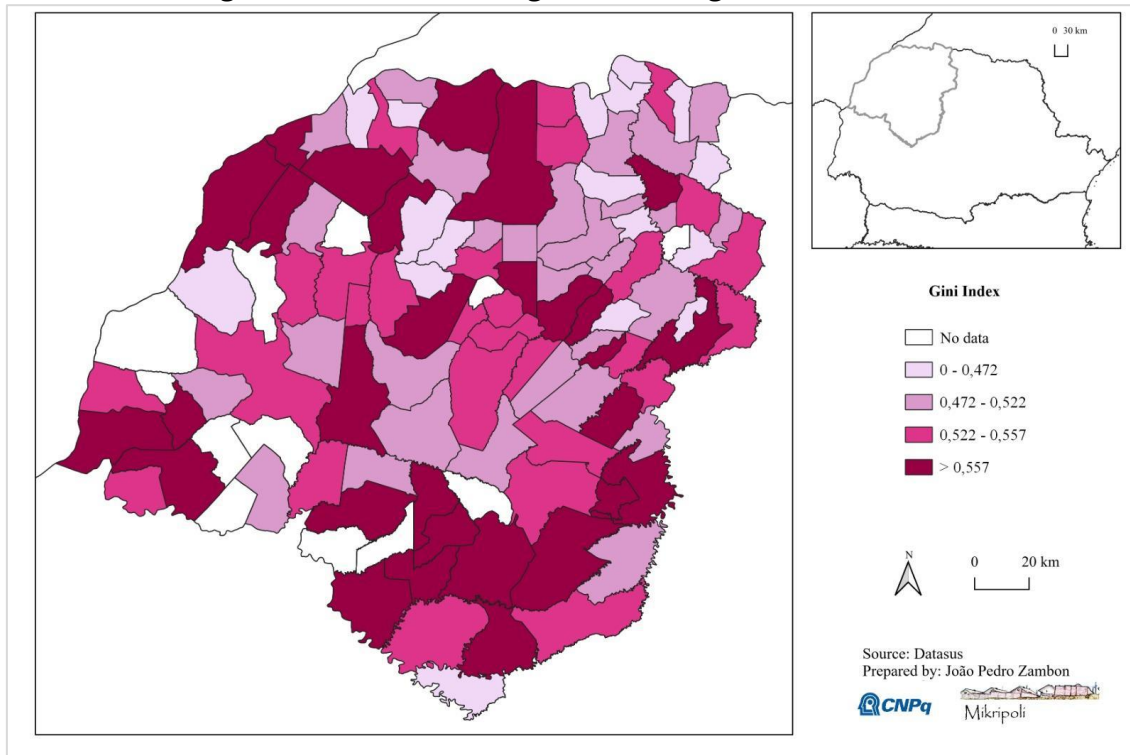 0 30 km
Gini Index
No data
0 - 0,472
0,472 - 0,522
0,522 - 0,557
> 0,557
N
0 20 km
Source: Datasus
Prepared by: João Pedro Zambon
CNPq
Mikripoli